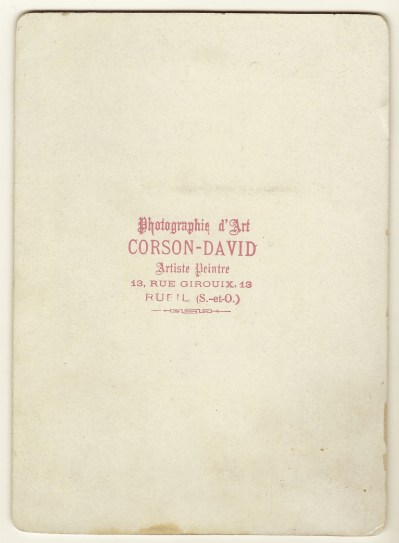 Photographie d'Art
CORSON-DAVID
Artiste Peintre
13, RUE GIROUIX, 13
RUEIL (S.-et-O.)